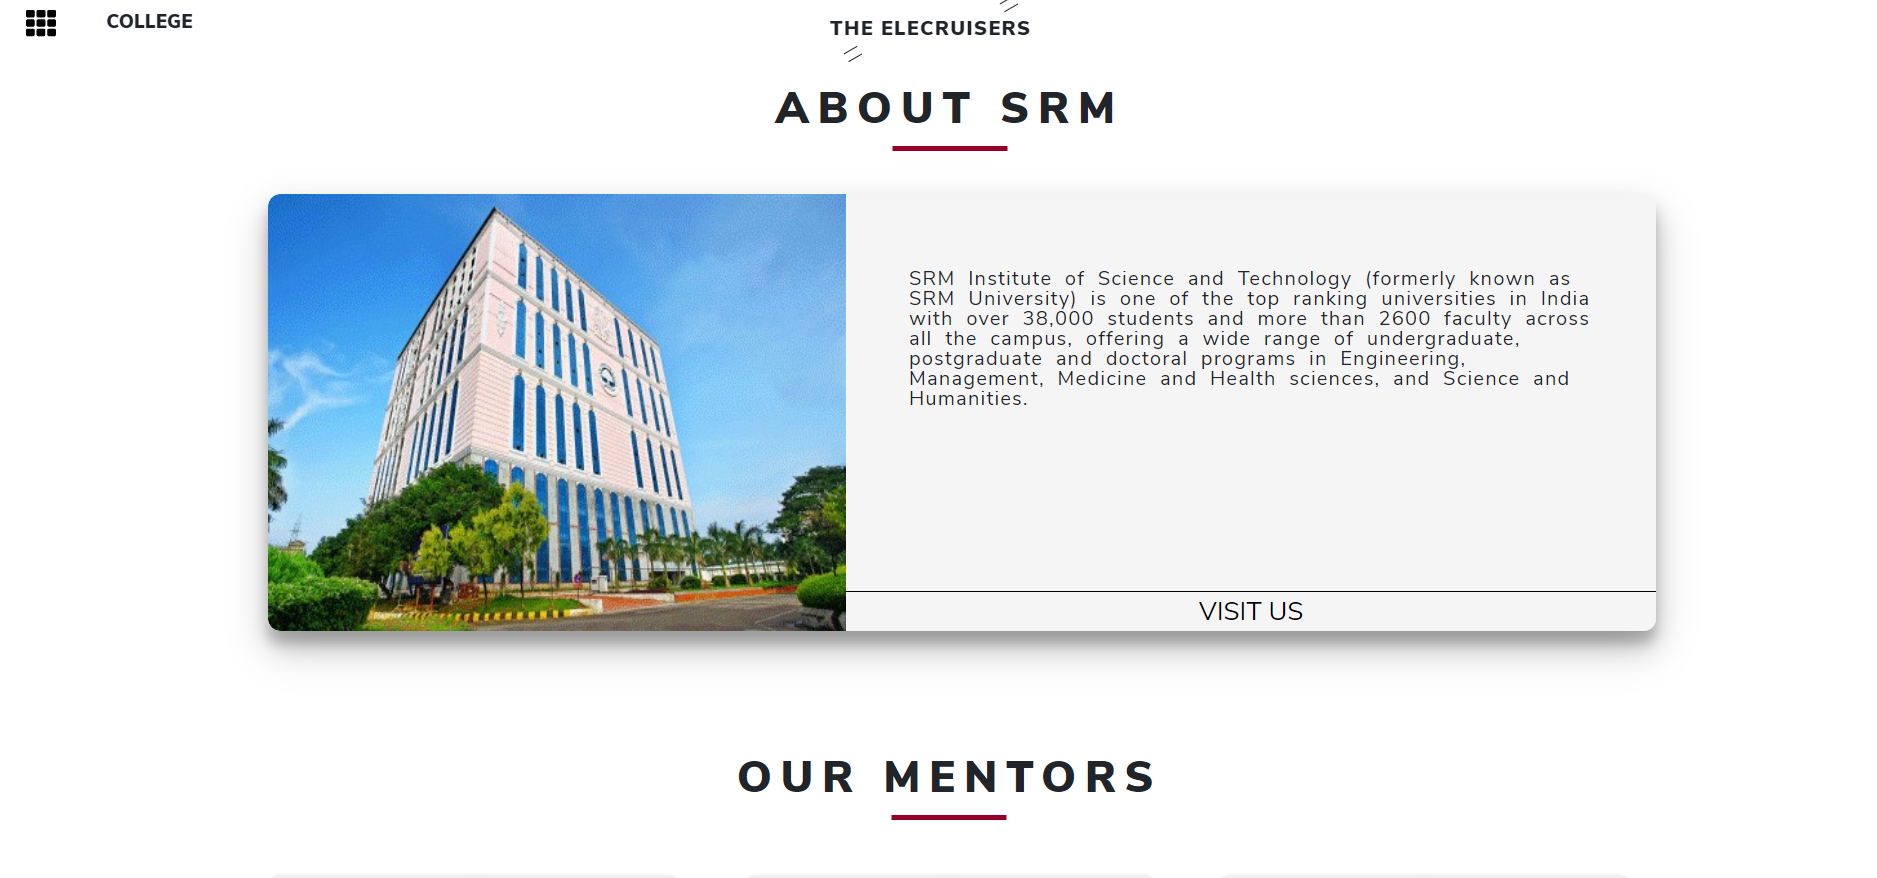 COLLEGE
THE ELECRUISERS
ABOUT SRM
SRM Institute of Science and Technology (formerly known as
SRM University) is one of the top ranking universities in India
with over 38,000 students and more than 2600 faculty across
all the campus, offering a wide range of undergraduate,
postgraduate and doctoral programs in Engineering,
Management, Medicine and Health sciences, and Science and
Humanities.
VISIT US
OUR MENTORS